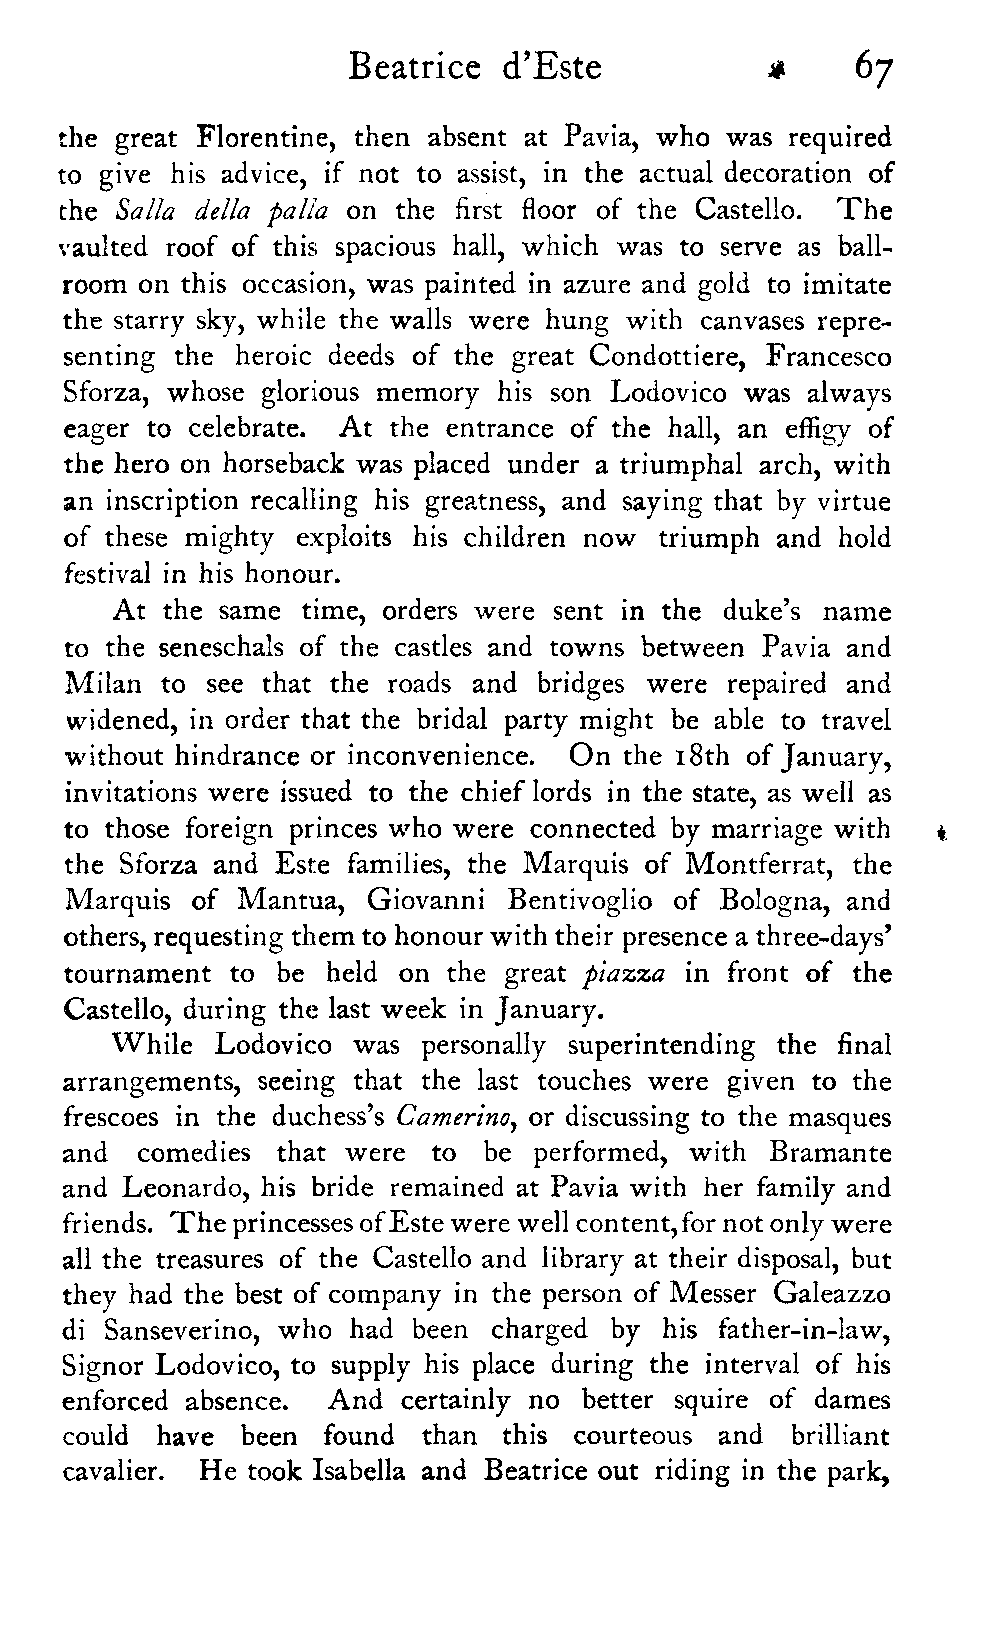 Beatrice d'Este 67
the great Florentine, then absent at Pavia, who was required
to give his advice, if not to assist, in the actual decoration of
the Salla della palla on the first floor of the Castello. The
vaulted roof of this spacious hall, which was to serve as ball-
room on this occasion, was painted in azure and gold to imitate
the starry sky, while the walls were hung with canvases repre-
senting the heroic deeds of the great Condottiere, Francesco
Sforza, whose glorious memory his son Lodovico was always
eager to celebrate. At the entrance of the hall, an effigy of
the hero on horseback was placed under a triumphal arch, with
an inscription recalling his greatness, and saying that by virtue
of these mighty exploits his children now triumph and hold
festival in his honour.
At the same time, orders were sent in the duke's name
to the seneschals of the castles and towns between Pavia and
Milan to see that the roads and bridges were repaired and
widened, in order that the bridal party might be able to travel
without hindrance or inconvenience. On the 18th of January,
invitations were issued to the chief lords in the state, as well as
to those foreign princes who were connected by marriage with
the Sforza and Este families, the Marquis of Montferrat, the
Marquis of Mantua, Giovanni Bentivoglio of Bologna, and
others, requesting them to honour with their presence a three-days'
tournament to be held on the great piazza in front of the
Castello, during the last week in January.
While Lodovico was personally superintending the final
arrangements, seeing that the last touches were given to the
frescoes in the duchess's Camerino, or discussing to the masques
and comedies that were to be performed, with Bramante
and Leonardo, his bride remained at Pavia with her family and
friends. The princesses of Este were well content, for not only were
all the treasures of the Castello and library at their disposal, but
they had the best of company in the person of Messer Galeazzo
di Sanseverino, who had been charged by his father-in-law,
Signor Lodovico, to supply his place during the interval of his
enforced absence. And certainly no better squire of dames
could have been found than this courteous and brilliant
cavalier. He took Isabella and Beatrice out riding in the park,